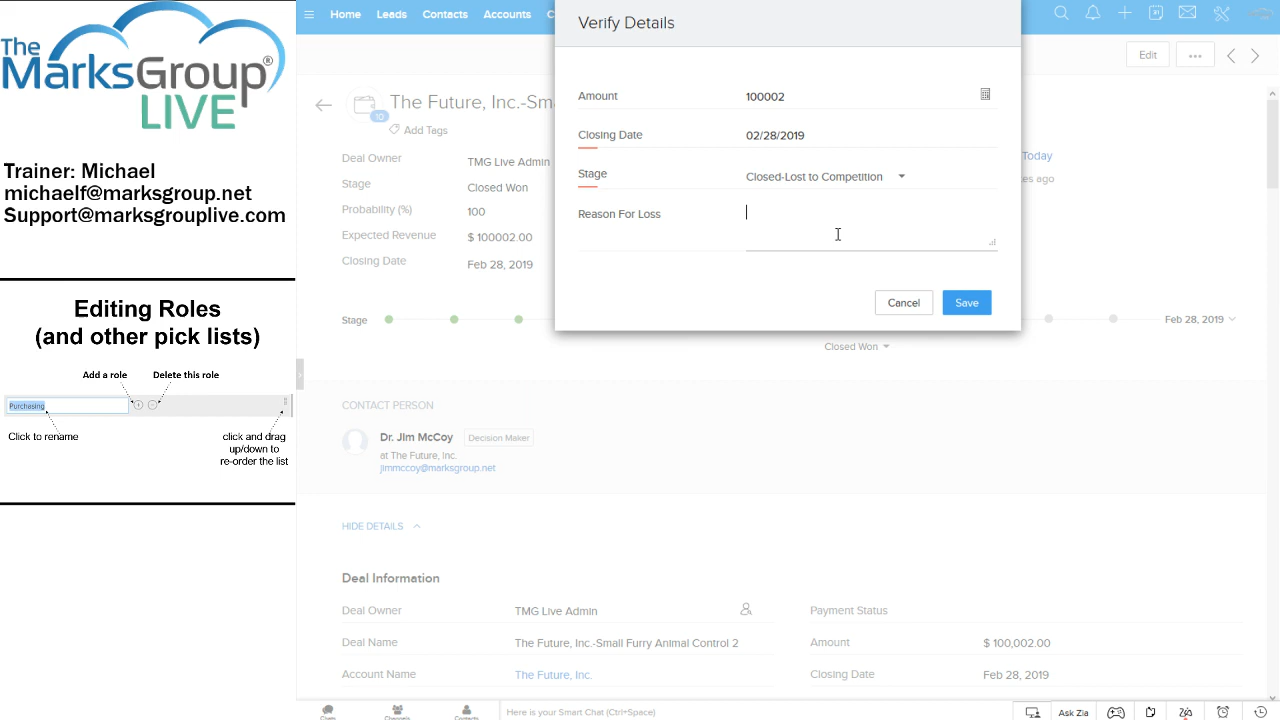 The
MarksGroup®
LIVE
Trainer: Michael
michaelf@marksgroup.net
Support@marksgrouplive.com
Editing Roles
(and other pick lists)
Add a role
Delete this role
Purchasing
Click to rename
click and drag
up/down to
re-order the list
Home
Leads
Contacts
Accounts
Edit
The Future, Inc.-Sm
10
Add Tags
Deal Owner
TMG Live Admin
Stage
Closed Won
Probability (%)
100
Expected Revenue
$ 100002.00
Closing Date
Feb 28, 2019
Today
es ago
Verify Details
Amount
100002
Closing Date
02/28/2019
Stage
Closed-Lost to Competition
Reason For Loss
Cancel
Save
Stage
Feb 28, 2019
Closed Won
CONTACT PERSON
Dr. Jim McCoy
Decision Maker
at The Future, Inc.
jimmccoy@marksgroup.net
HIDE DETAILS
Deal Information
Deal Owner
TMG Live Admin
Payment Status
Deal Name
The Future, Inc.-Small Furry Animal Control 2
Amount
$ 100,002.00
Account Name
The Future, Inc.
Closing Date
Feb 28, 2019
Chats
Channels
Contacts
Here is your Smart Chat (Ctrl+Space)
Ask Zia